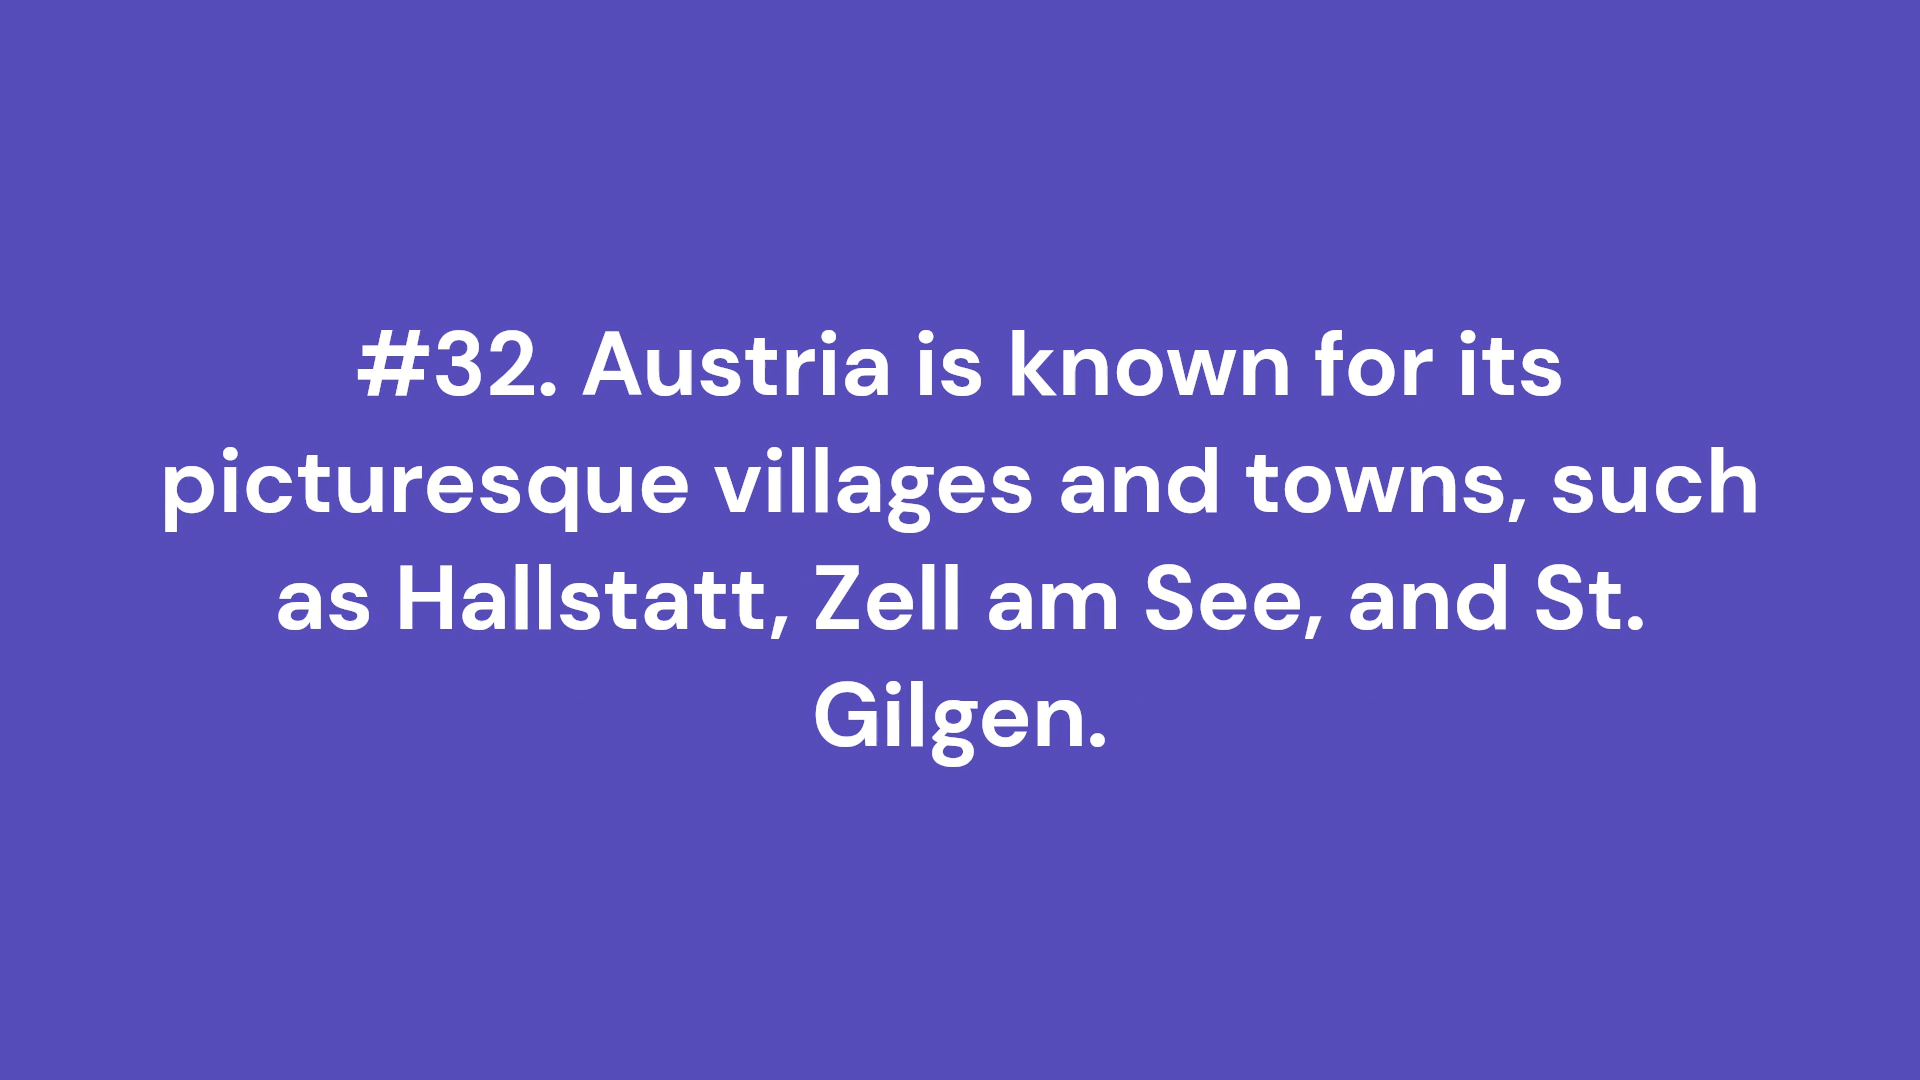 #32. Austria is known for its
picturesque villages and towns, such
as Hallstatt, Zell am See, and St.
Gilgen.